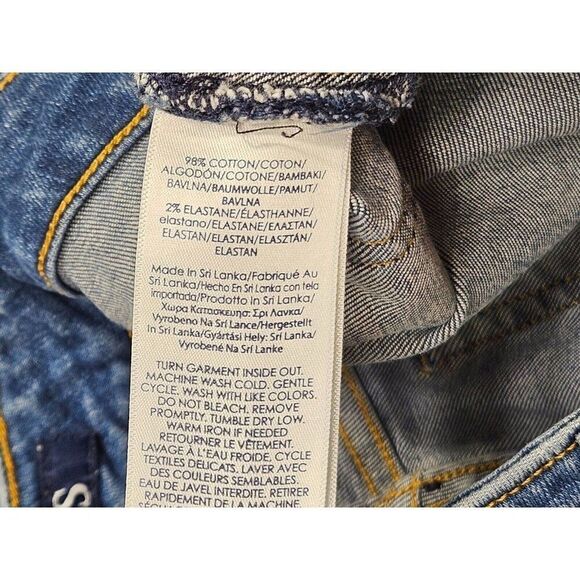 98% COTTON/COTON/
ALGODÓN/COTONE/BAMBAKI/
BAVLNA/BAUMWOLLE/PAMUT/
BAVLNA
2% ELASTANE/ÉLASTHANNE/
elastano/ELASTANE/ΕΛΑΣΤΑΝ/
ELASTAN/ELASTAN/ELASZTÁN/
ELASTAN
Made In Sri Lanka/Fabriqué Au
Sri Lanka/Hecho En Sri Lanka con tela
importada/Prodotto In Sri Lanka/
Χωρα Κατασκευησ: Σρι Λανκα/
Vyrobeno Na Srí Lance/Hergestellt
In Sri Lanka/Gyártási Hely: Srí Lanka/
Vyrobené Na Srí Lanke
TURN GARMENT INSIDE OUT.
MACHINE WASH COLD. GENTLE
CYCLE. WASH WITH LIKE COLORS.
DO NOT BLEACH. REMOVE
PROMPTLY. TUMBLE DRY LOW.
WARM IRON IF NEEDED
RETOURNER LE VÊTEMENT.
LAVAGE À L'EAU FROIDE. CYCLE
TEXTILES DELICATS. LAVER AVEC
DES COULEURS SEMBLABLES.
EAU DE JAVEL INTERDITE. RETIRER
RAPIDEMENT DE LA MACHINE.
S